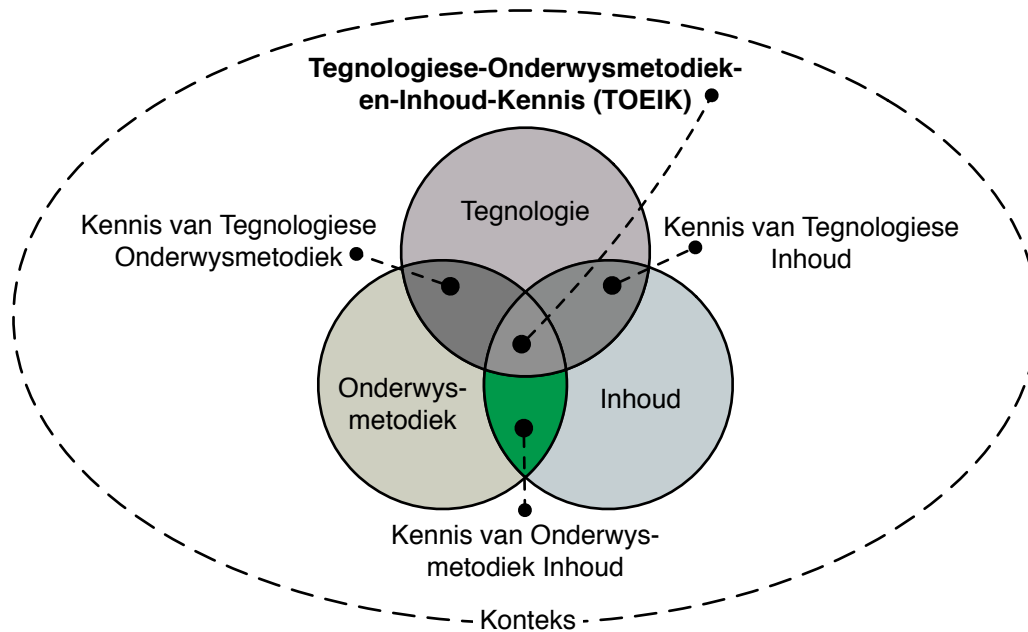 Tegnologiese-Onderwysmetodiek-
en-Inhoud-Kennis (TOEIK)
Tegnologie
Kennis van Tegnologiese
Onderwysmetodiek
Kennis van Tegnologiese
Inhoud
Onderwys-
metodiek
Inhoud
Kennis van Onderwys-
metodiek Inhoud
Konteks